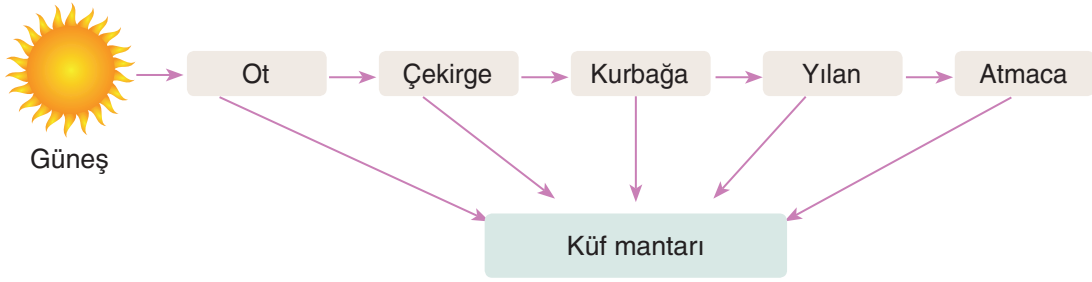 Güneş
Ot
Çekirge
Kurbağa
Yılan
Atmaca
Küf mantarı